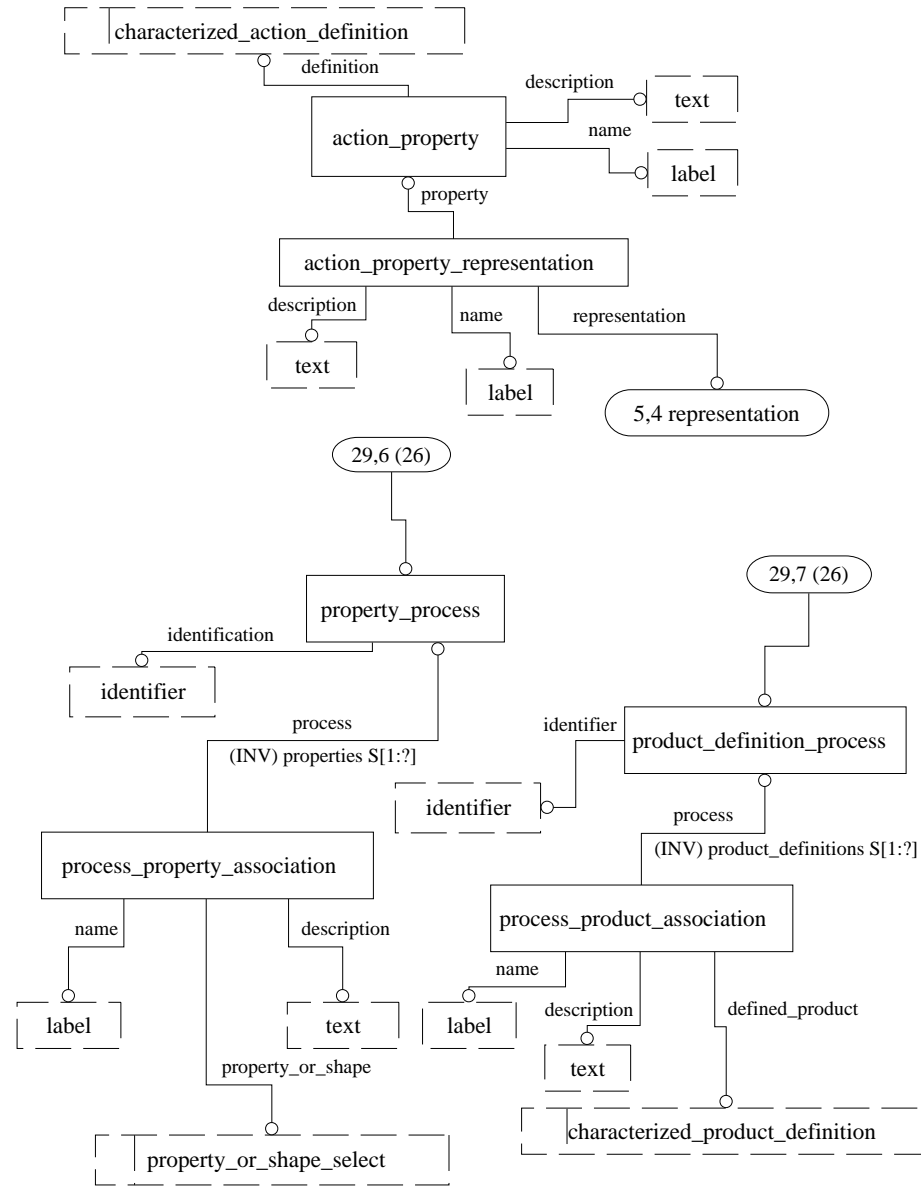 characterized_action_definition
definition
description
text
name
action_property
label
property
action_property_representation
description
name
representation
text
label
5,4 representation
29,6 (26)
29,7 (26)
property_process
identification
identifier
process
(INV) properties S[1:?]
identifier
product_definition_process
identifier
process
(INV) product_definitions S[1:?]
process_property_association
process_product_association
name
description
name
description
defined_product
label
text
label
text
property_or_shape
characterized_product_definition
property_or_shape_select